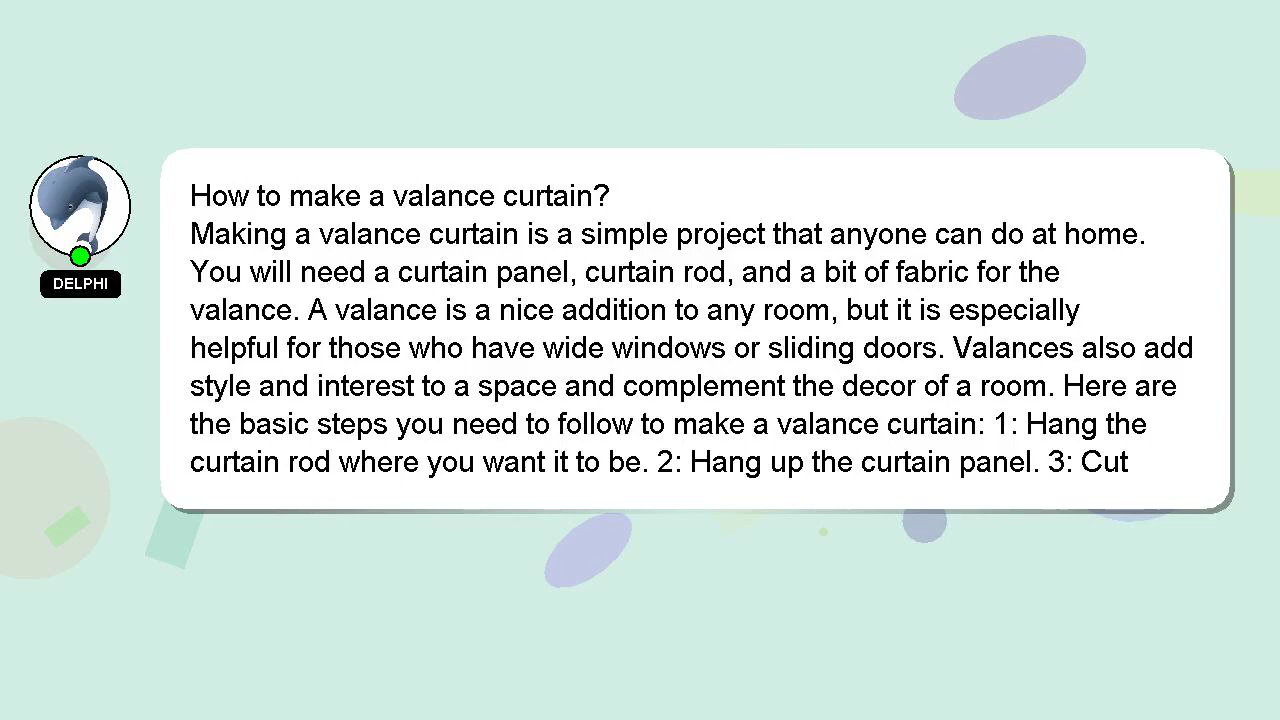 How to make a valance curtain?
Making a valance curtain is a simple project that anyone can do at home.
You will need a curtain panel, curtain rod, and a bit of fabric for the
valance. A valance is a nice addition to any room, but it is especially
helpful for those who have wide windows or sliding doors. Valances also add
style and interest to a space and complement the decor of a room. Here are
the basic steps you need to follow to make a valance curtain: 1: Hang the
curtain rod where you want it to be. 2: Hang up the curtain panel. 3: Cut
DELPHI